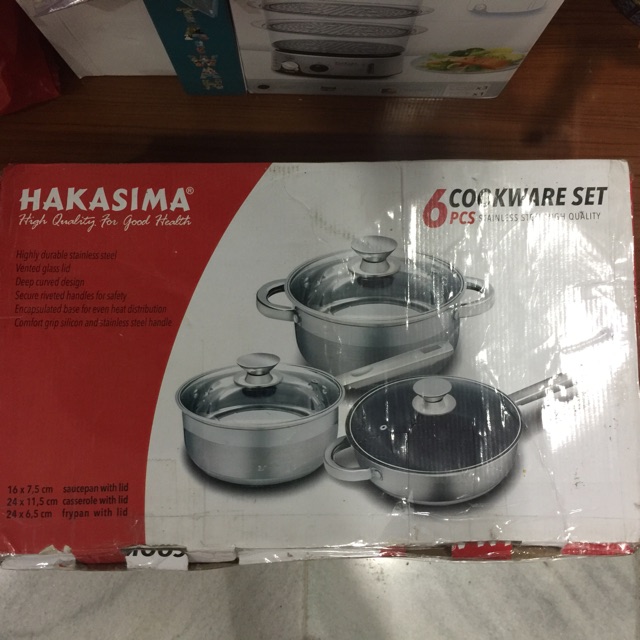 TAIWAN
HAKASIMA®
High Quality For Good Health
Highly durable stainless steel
Vented glass lid
Deep curved design
Secure riveted handles for safety
Encapsulated base for even heat distribution
Comfort grip silicon and stainless steel handle
6 PCS COOKWARE SET
STAINLESS STEEL HIGH QUALITY
16 x 7,5 cm saucepan with lid
24 x 11,5 cm casserole with lid
24 x 6,5 cm frypan with lid